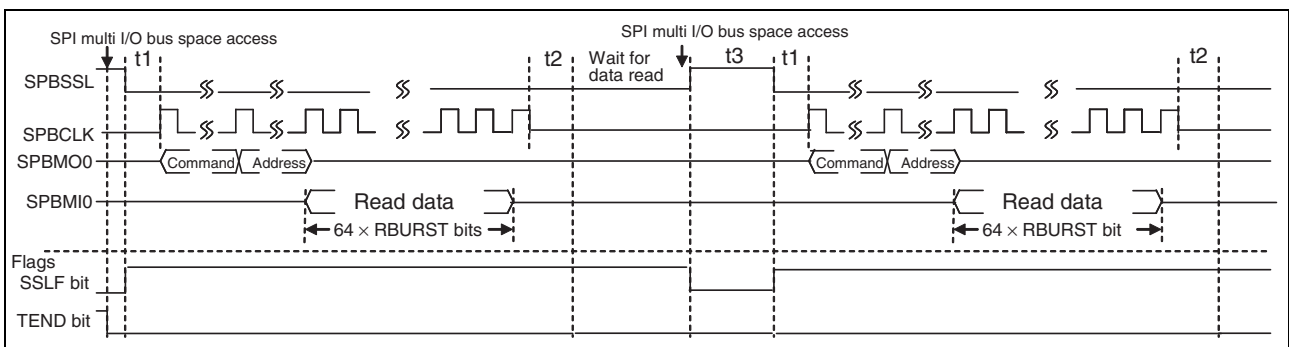 SPI multi I/O bus space access
SPI multi I/O bus space access
t1
t2
Wait for
data read
t3
t1
t2
SPBSSL
SPBCLK
SPBMO0
Command
Address
Command
Address
SPBMI0
Read data
Read data
64 × RBURST bits
64 × RBURST bit
Flags
SSLF bit
TEND bit